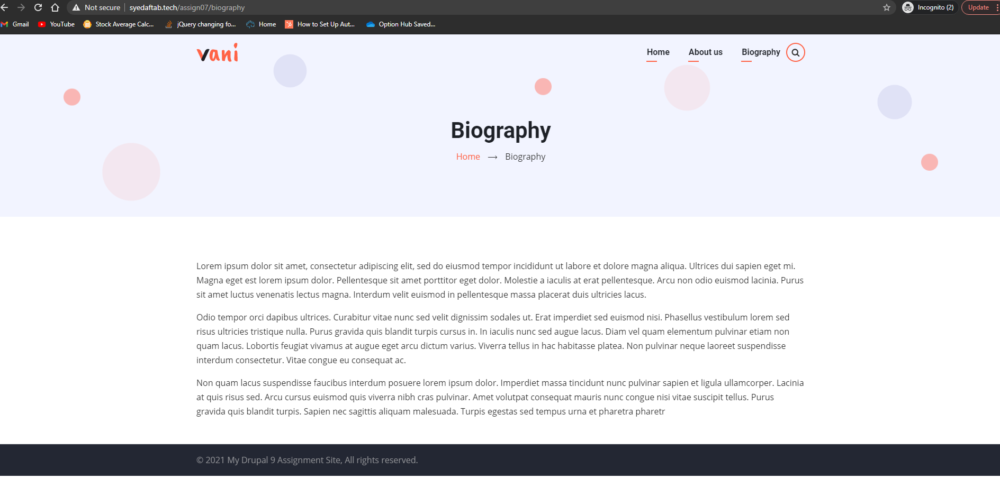 Not secure | syedaftab.tech/assign07/biography
Incognito (2)
Update
Gmail YouTube Stock Average Calc... jQuery changing fo... Home How to Set Up Aut... Option Hub Saved...
vani
Home About us Biography
Biography
Home → Biography
Lorem ipsum dolor sit amet, consectetur adipiscing elit, sed do eiusmod tempor incididunt ut labore et dolore magna aliqua. Ultrices dui sapien eget mi.
Magna eget est lorem ipsum dolor. Pellentesque sit amet porttitor eget dolor. Molestie a iaculis at erat pellentesque. Arcu non odio euismod lacinia. Purus
sit amet luctus venenatis lectus magna. Interdum velit euismod in pellentesque massa placerat duis ultricies lacus.
Odio tempor orci dapibus ultrices. Curabitur vitae nunc sed velit dignissim sodales ut. Erat imperdiet sed euismod nisi. Phasellus vestibulum lorem sed
risus ultricies tristique nulla. Purus gravida quis blandit turpis cursus in. In iaculis nunc sed augue lacus. Diam vel quam elementum pulvinar etiam non
quam lacus. Lobortis feugiat vivamus at augue eget arcu dictum varius. Viverra tellus in hac habitasse platea. Non pulvinar neque laoreet suspendisse
interdum consectetur. Vitae congue eu consequat ac.
Non quam lacus suspendisse faucibus interdum posuere lorem ipsum dolor. Imperdiet massa tincidunt nunc pulvinar sapien et ligula ullamcorper. Lacinia
at quis risus sed. Arcu cursus euismod quis viverra nibh cras pulvinar. Amet volutpat consequat mauris nunc congue nisi vitae suscipit tellus. Purus
gravida quis blandit turpis. Sapien nec sagittis aliquam malesuada. Turpis egestas sed tempus urna et pharetra pharetr
© 2021 My Drupal 9 Assignment Site, All rights reserved.